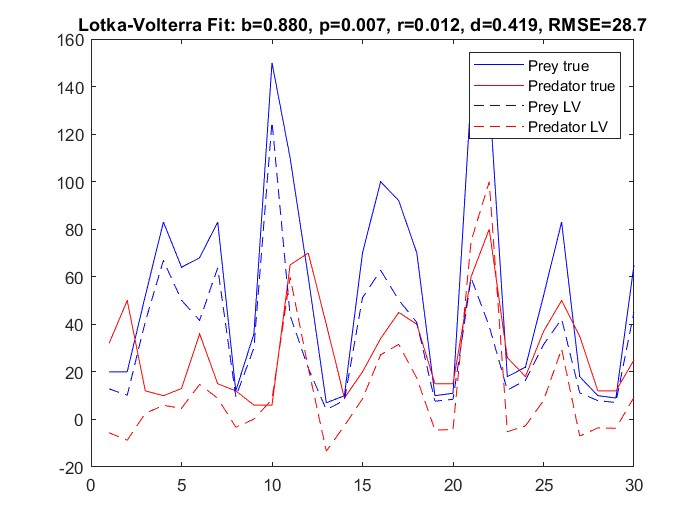 Lotka-Volterra Fit: b=0.880, p=0.007, r=0.012, d=0.419, RMSE=28.7
160
140
120
100
80
60
40
20
0
-20
0 5 10 15 20 25 30
Prey true
Predator true
Prey LV
Predator LV